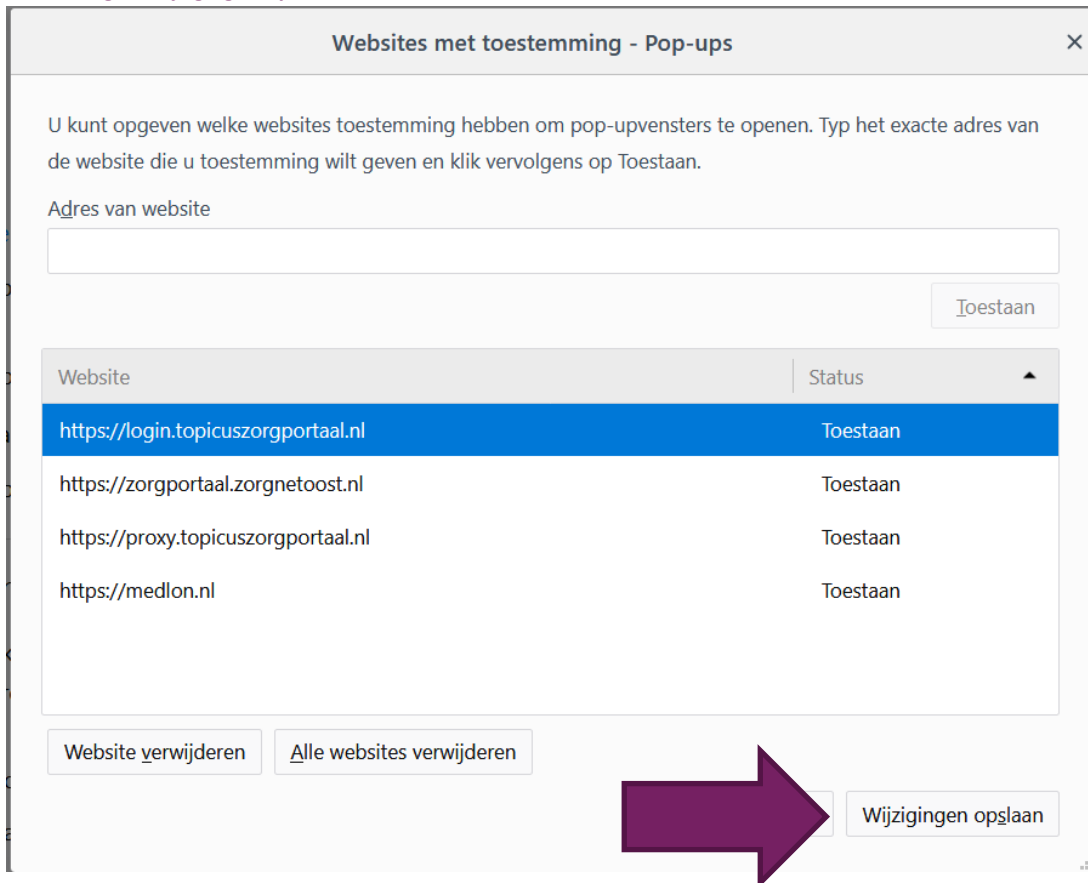 Websites met toestemming - Pop-ups
U kunt opgeven welke websites toestemming hebben om pop-upvensters te openen. Typ het exacte adres van
de website die u toestemming wilt geven en klik vervolgens op Toestaan.
Adres van website
Toestaan
Website Status
https://login.topicuszorgportaal.nl Toestaan
https://zorgportaal.zorgnetoost.nl Toestaan
https://proxy.topicuszorgportaal.nl Toestaan
https://medlon.nl Toestaan
Website verwijderen Alle websites verwijderen
Wijzigingen opslaan